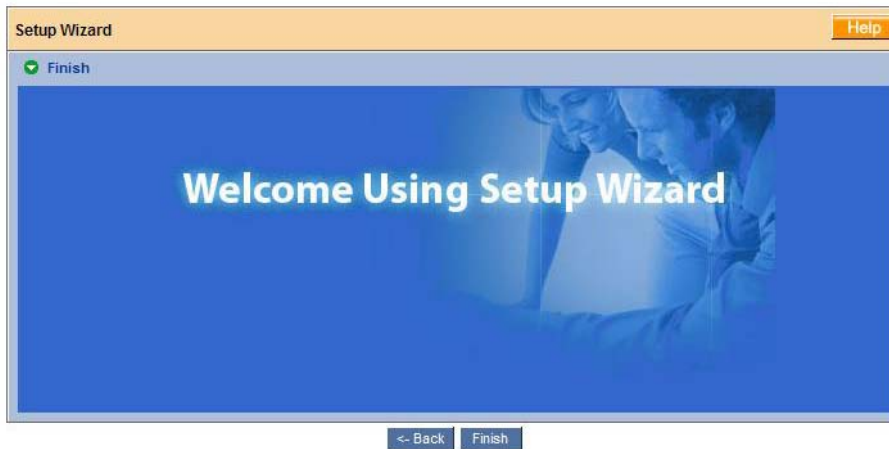 Setup Wizard
Help
Finish
Welcome Using Setup Wizard
<- Back
Finish